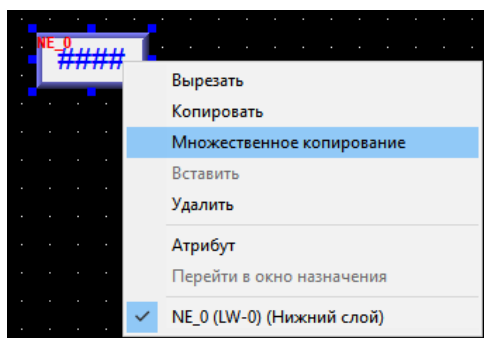 NE_0
####
Вырезать
Копировать
Множественное копирование
Вставить
Удалить
Атрибут
Перейти в окно назначения
NE_0 (LW-0) (Нижний слой)